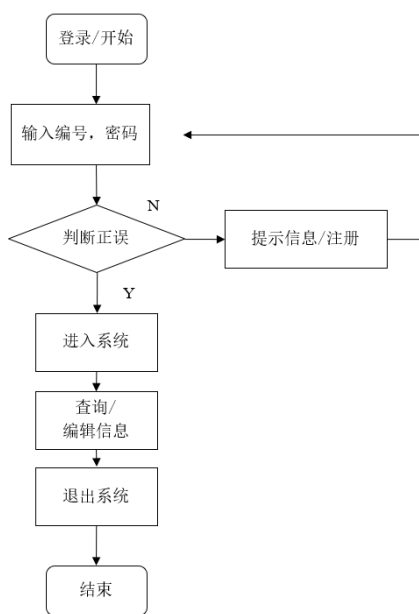 登录/开始
输入编号，密码
N
判断正误
提示信息/注册
Y
进入系统
查询/
编辑信息
退出系统
结束